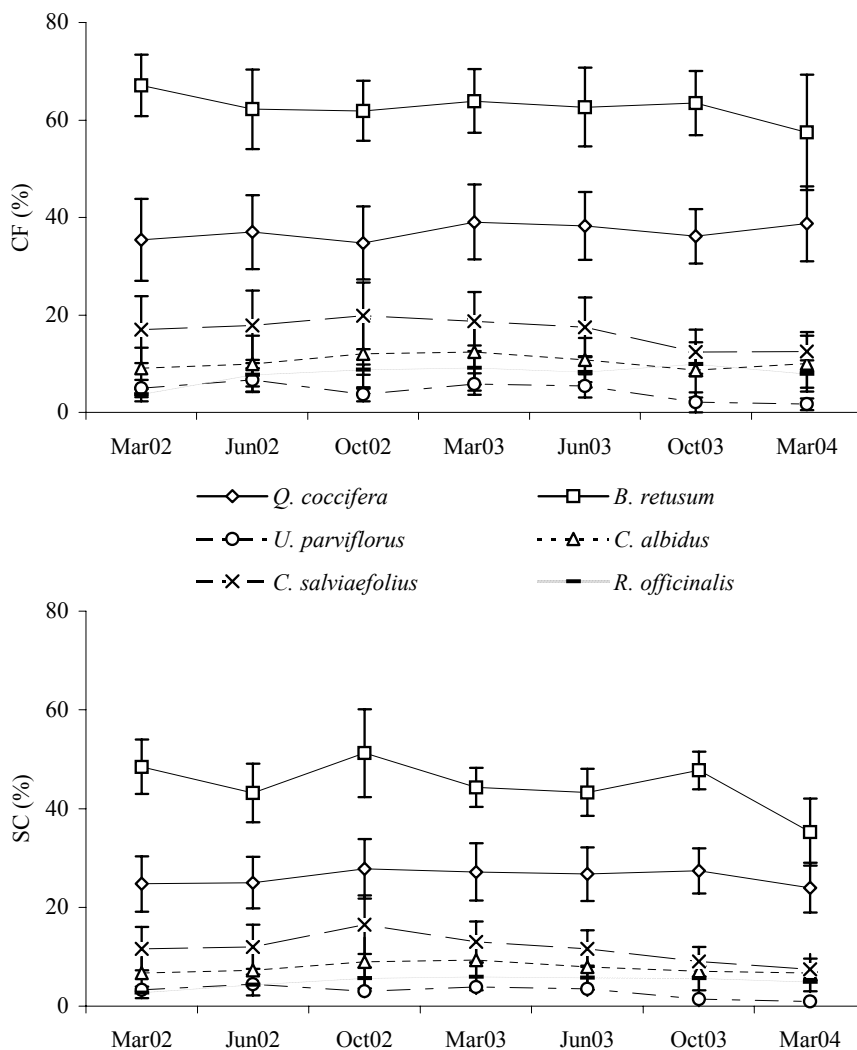 80
60
CF (%)
40
20
0
Mar02 Jun02 Oct02 Mar03 Jun03 Oct03 Mar04
Q. coccifera B. retusum
U. parviflorus C. albidus
C. salviaefolius R. officinalis
80
60
SC (%)
40
20
0
Mar02 Jun02 Oct02 Mar03 Jun03 Oct03 Mar04